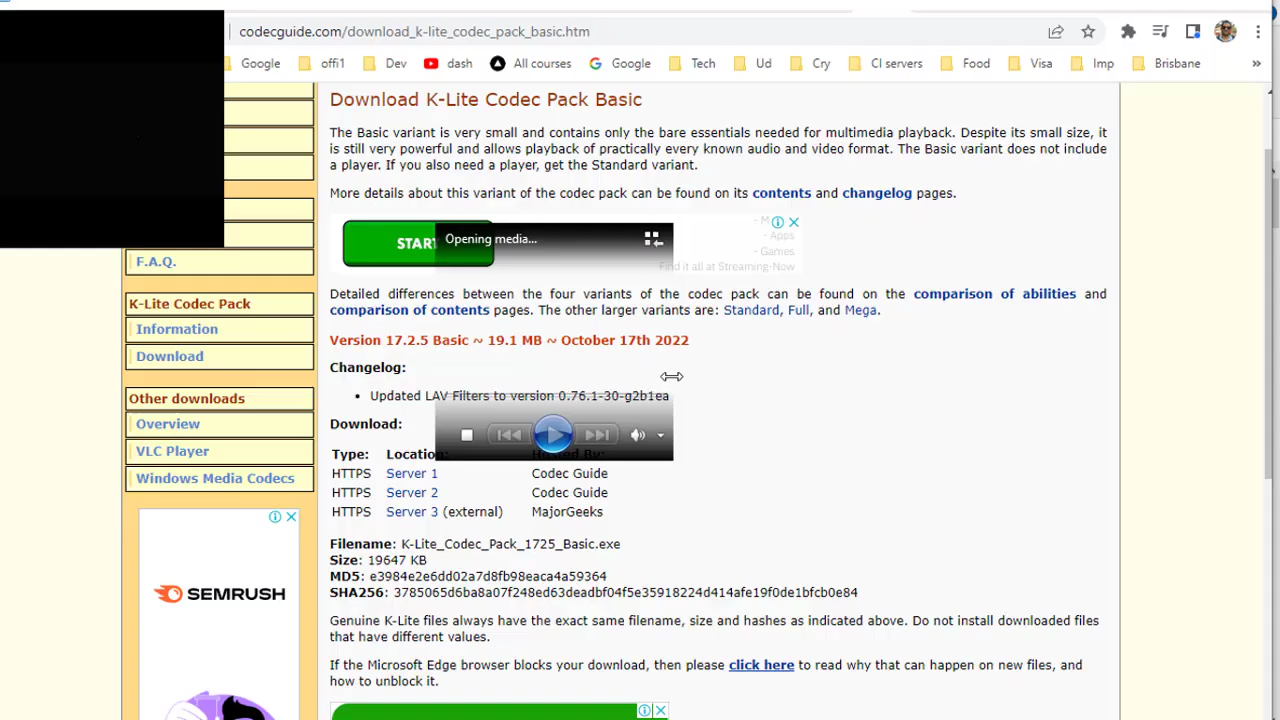 codecguide.com/download_k-lite_codec_pack_basic.htm
Google offi1 Dev dash All courses Google Tech Ud Cry CI servers Food Visa Imp Brisbane »
Download K-Lite Codec Pack Basic
The Basic variant is very small and contains only the bare essentials needed for multimedia playback. Despite its small size, it
is still very powerful and allows playback of practically every known audio and video format. The Basic variant does not include
a player. If you also need a player, get the Standard variant.
More details about this variant of the codec pack can be found on its contents and changelog pages.
START
Opening media...
- Apps
- Games
Find it all at Streaming-Now
F.A.Q.
K-Lite Codec Pack
Information
Download
Other downloads
Overview
VLC Player
Windows Media Codecs
SEMRUSH
Detailed differences between the four variants of the codec pack can be found on the comparison of abilities and
comparison of contents pages. The other larger variants are: Standard, Full, and Mega.
Version 17.2.5 Basic ~ 19.1 MB ~ October 17th 2022
Changelog:
• Updated LAV Filters to version 0.76.1-30-g2b1ea
Download:
Type: Location: Hosted By:
HTTPS Server 1 Codec Guide
HTTPS Server 2 Codec Guide
HTTPS Server 3 (external) MajorGeeks
Filename: K-Lite_Codec_Pack_1725_Basic.exe
Size: 19647 KB
MD5: e3984e2e6dd02a7d8fb98eaca4a59364
SHA256: 3785065d6ba8a07f248ed63deadbf04f5e35918224d414afe19f0de1bfcb0e84
Genuine K-Lite files always have the exact same filename, size and hashes as indicated above. Do not install downloaded files
that have different values.
If the Microsoft Edge browser blocks your download, then please click here to read why that can happen on new files, and
how to unblock it.